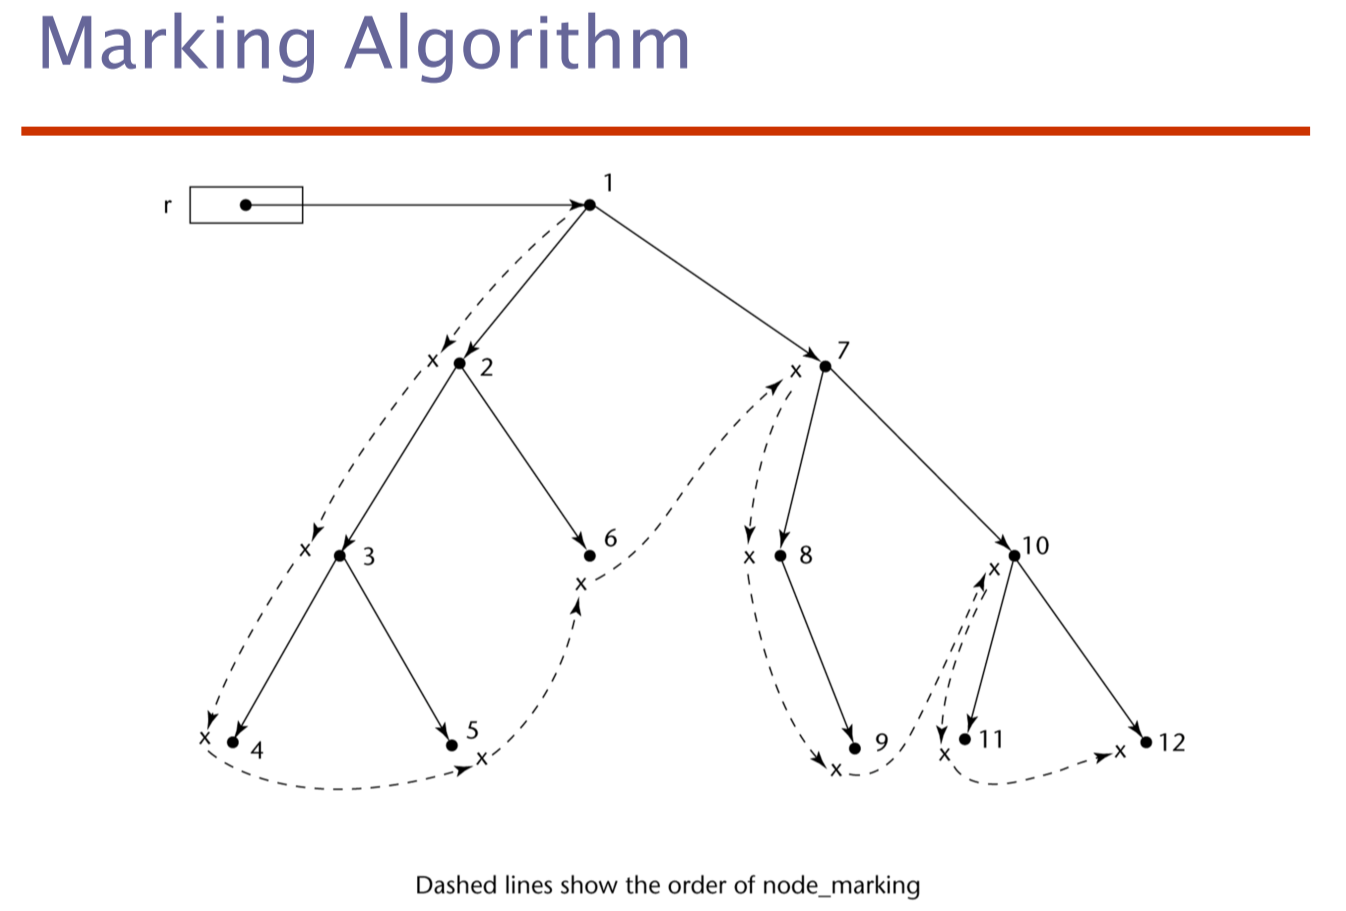 Marking Algorithm
r
1
2
7
3
6
8
10
4
5
9
11
12
x
x
x
x
x
x
x
x
x
x
x
Dashed lines show the order of node_marking